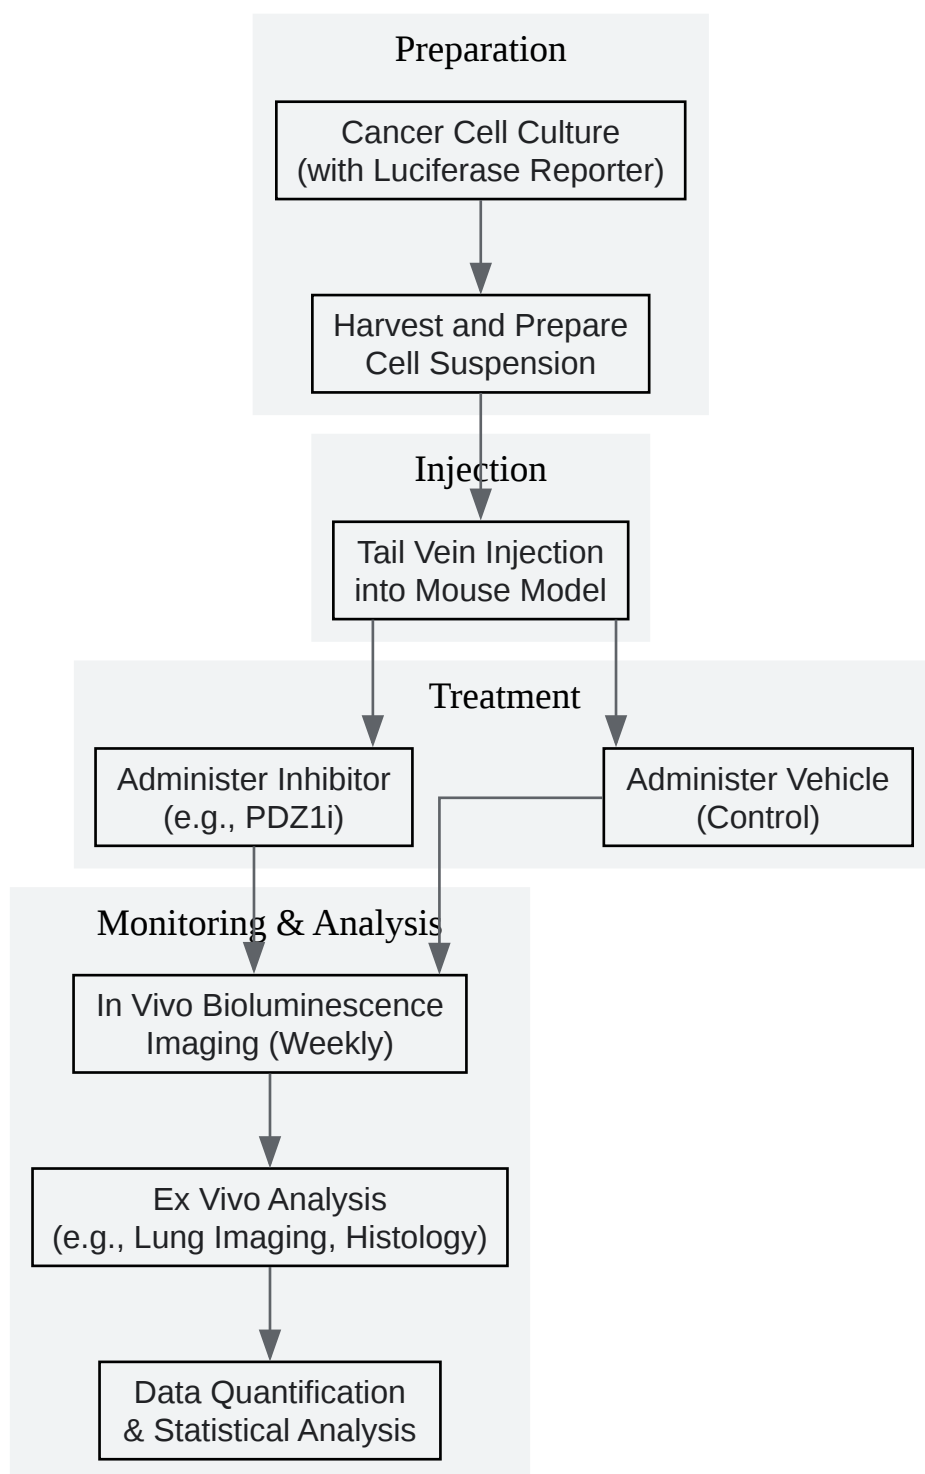 Preparation
Cancer Cell Culture
(with Luciferase Reporter)
Harvest and Prepare
Cell Suspension
Injection
Tail Vein Injection
into Mouse Model
Treatment
Administer Inhibitor
(e.g., PDZ1i)
Administer Vehicle
(Control)
Monitoring & Analysis
In Vivo Bioluminescence
Imaging (Weekly)
Ex Vivo Analysis
(e.g., Lung Imaging, Histology)
Data Quantification
& Statistical Analysis